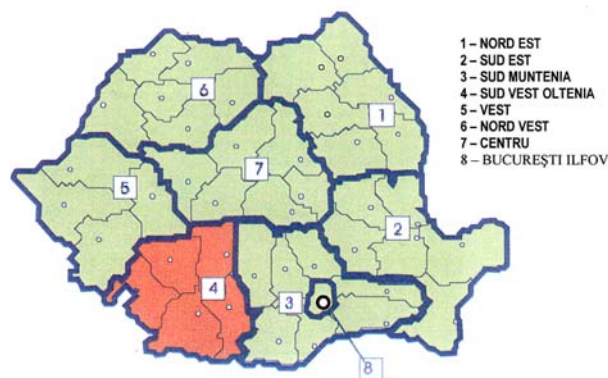 1 – NORD EST
2 – SUD EST
3 – SUD MUNTENIA
4 – SUD VEST OLTENIA
5 – VEST
6 – NORD VEST
7 – CENTRU
8 – BUCUREȘTI ILFOV
6
1
7
5
2
4
3
8